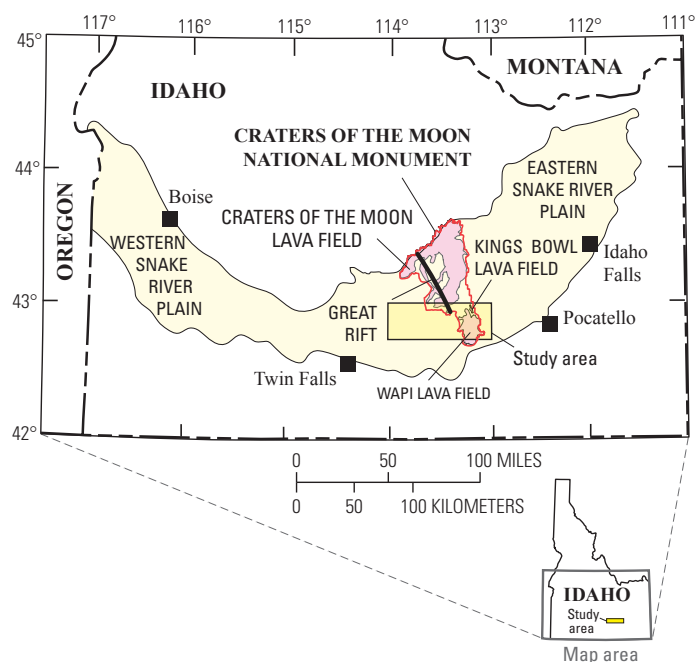 117°
116°
115°
114°
113°
112°
111°
45°
MONTANA
IDAHO
CRATERS OF THE MOON
NATIONAL MONUMENT
44°
EASTERN
SNAKE RIVER
PLAIN
Boise
CRATERS OF THE MOON
LAVA FIELD
OREGON
WESTERN
SNAKE
RIVER
PLAIN
KINGS BOWL
LAVA FIELD
Idaho
Falls
43°
GREAT
RIFT
Pocatello
Study area
Twin Falls
WAPI LAVA FIELD
42°
0 50 100 MILES
0 50 100 KILOMETERS
IDAHO
Study
area
Map area